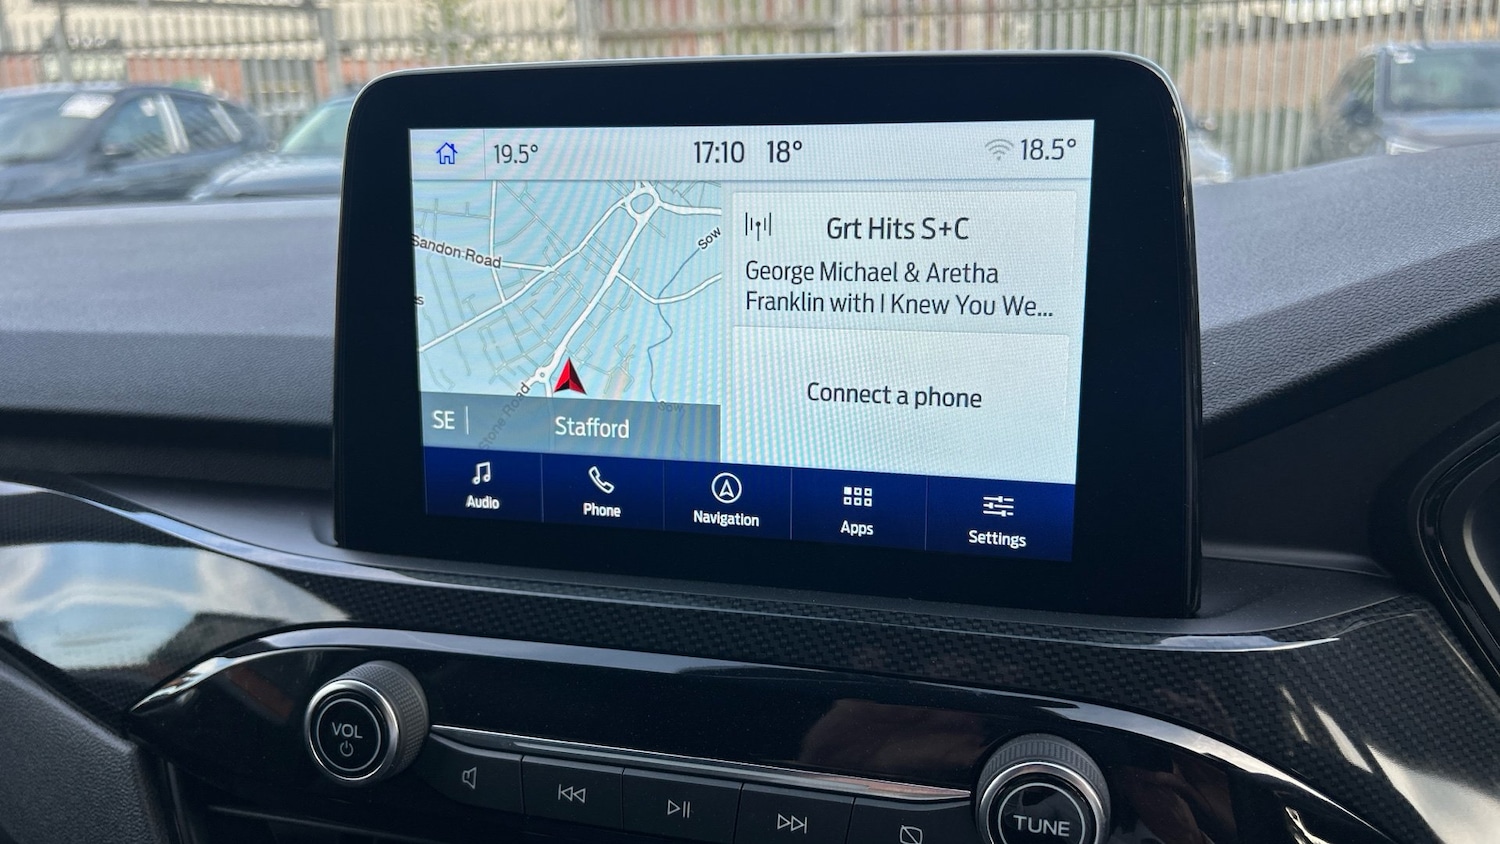 19.5°
17:10 18°
18.5°
Sandon Road
Sow
s
Stone Road
Sow
SE
Stafford
Grt Hits S+C
George Michael & Aretha
Franklin with I Knew You We...
Connect a phone
Audio
Phone
Navigation
Apps
Settings
VOL
TUNE